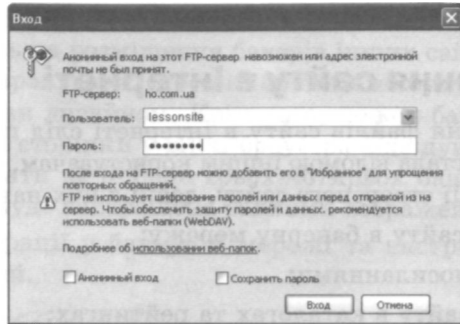 Вход
Анонимный вход на этот FTP-сервер невозможен или адрес электронной
почты не был принят.
FTP-сервер: ho.com.ua
Пользователь: lessonsite
Пароль: ●●●●●●●●
После входа на FTP-сервер можно добавить его в "Избранное" для упрощения
повторных обращений.
FTP не использует шифрование паролей или данных перед отправкой их на
сервер. Чтобы обеспечить защиту паролей и данных, рекомендуется
использовать веб-папок (WebDAV).
Подробнее об использовании веб-папок.
Анонимный вход Сохранить пароль
Вход Отмена